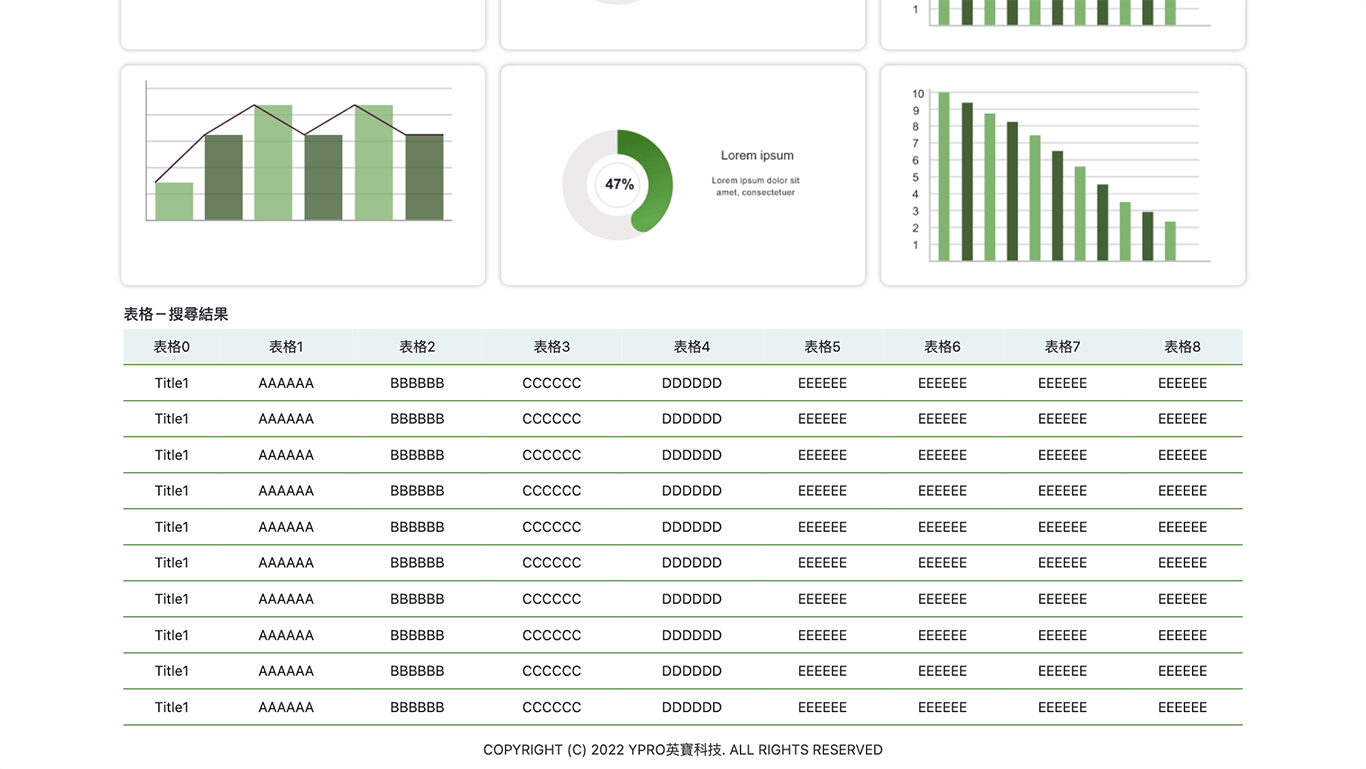 1
10
9
8
7
6
5
4
3
2
1
47%
Lorem ipsum
Lorem ipsum dolor sit
amet, consectetuer
表格－搜尋結果
表格0 表格1 表格2 表格3 表格4 表格5 表格6 表格7 表格8
Title1 AAAAAA BBBBBB CCCCCC DDDDDD EEEEEE EEEEEE EEEEEE EEEEEE
Title1 AAAAAA BBBBBB CCCCCC DDDDDD EEEEEE EEEEEE EEEEEE EEEEEE
Title1 AAAAAA BBBBBB CCCCCC DDDDDD EEEEEE EEEEEE EEEEEE EEEEEE
Title1 AAAAAA BBBBBB CCCCCC DDDDDD EEEEEE EEEEEE EEEEEE EEEEEE
Title1 AAAAAA BBBBBB CCCCCC DDDDDD EEEEEE EEEEEE EEEEEE EEEEEE
Title1 AAAAAA BBBBBB CCCCCC DDDDDD EEEEEE EEEEEE EEEEEE EEEEEE
Title1 AAAAAA BBBBBB CCCCCC DDDDDD EEEEEE EEEEEE EEEEEE EEEEEE
Title1 AAAAAA BBBBBB CCCCCC DDDDDD EEEEEE EEEEEE EEEEEE EEEEEE
Title1 AAAAAA BBBBBB CCCCCC DDDDDD EEEEEE EEEEEE EEEEEE EEEEEE
Title1 AAAAAA BBBBBB CCCCCC DDDDDD EEEEEE EEEEEE EEEEEE EEEEEE
COPYRIGHT (C) 2022 YPRO英寶科技. ALL RIGHTS RESERVED